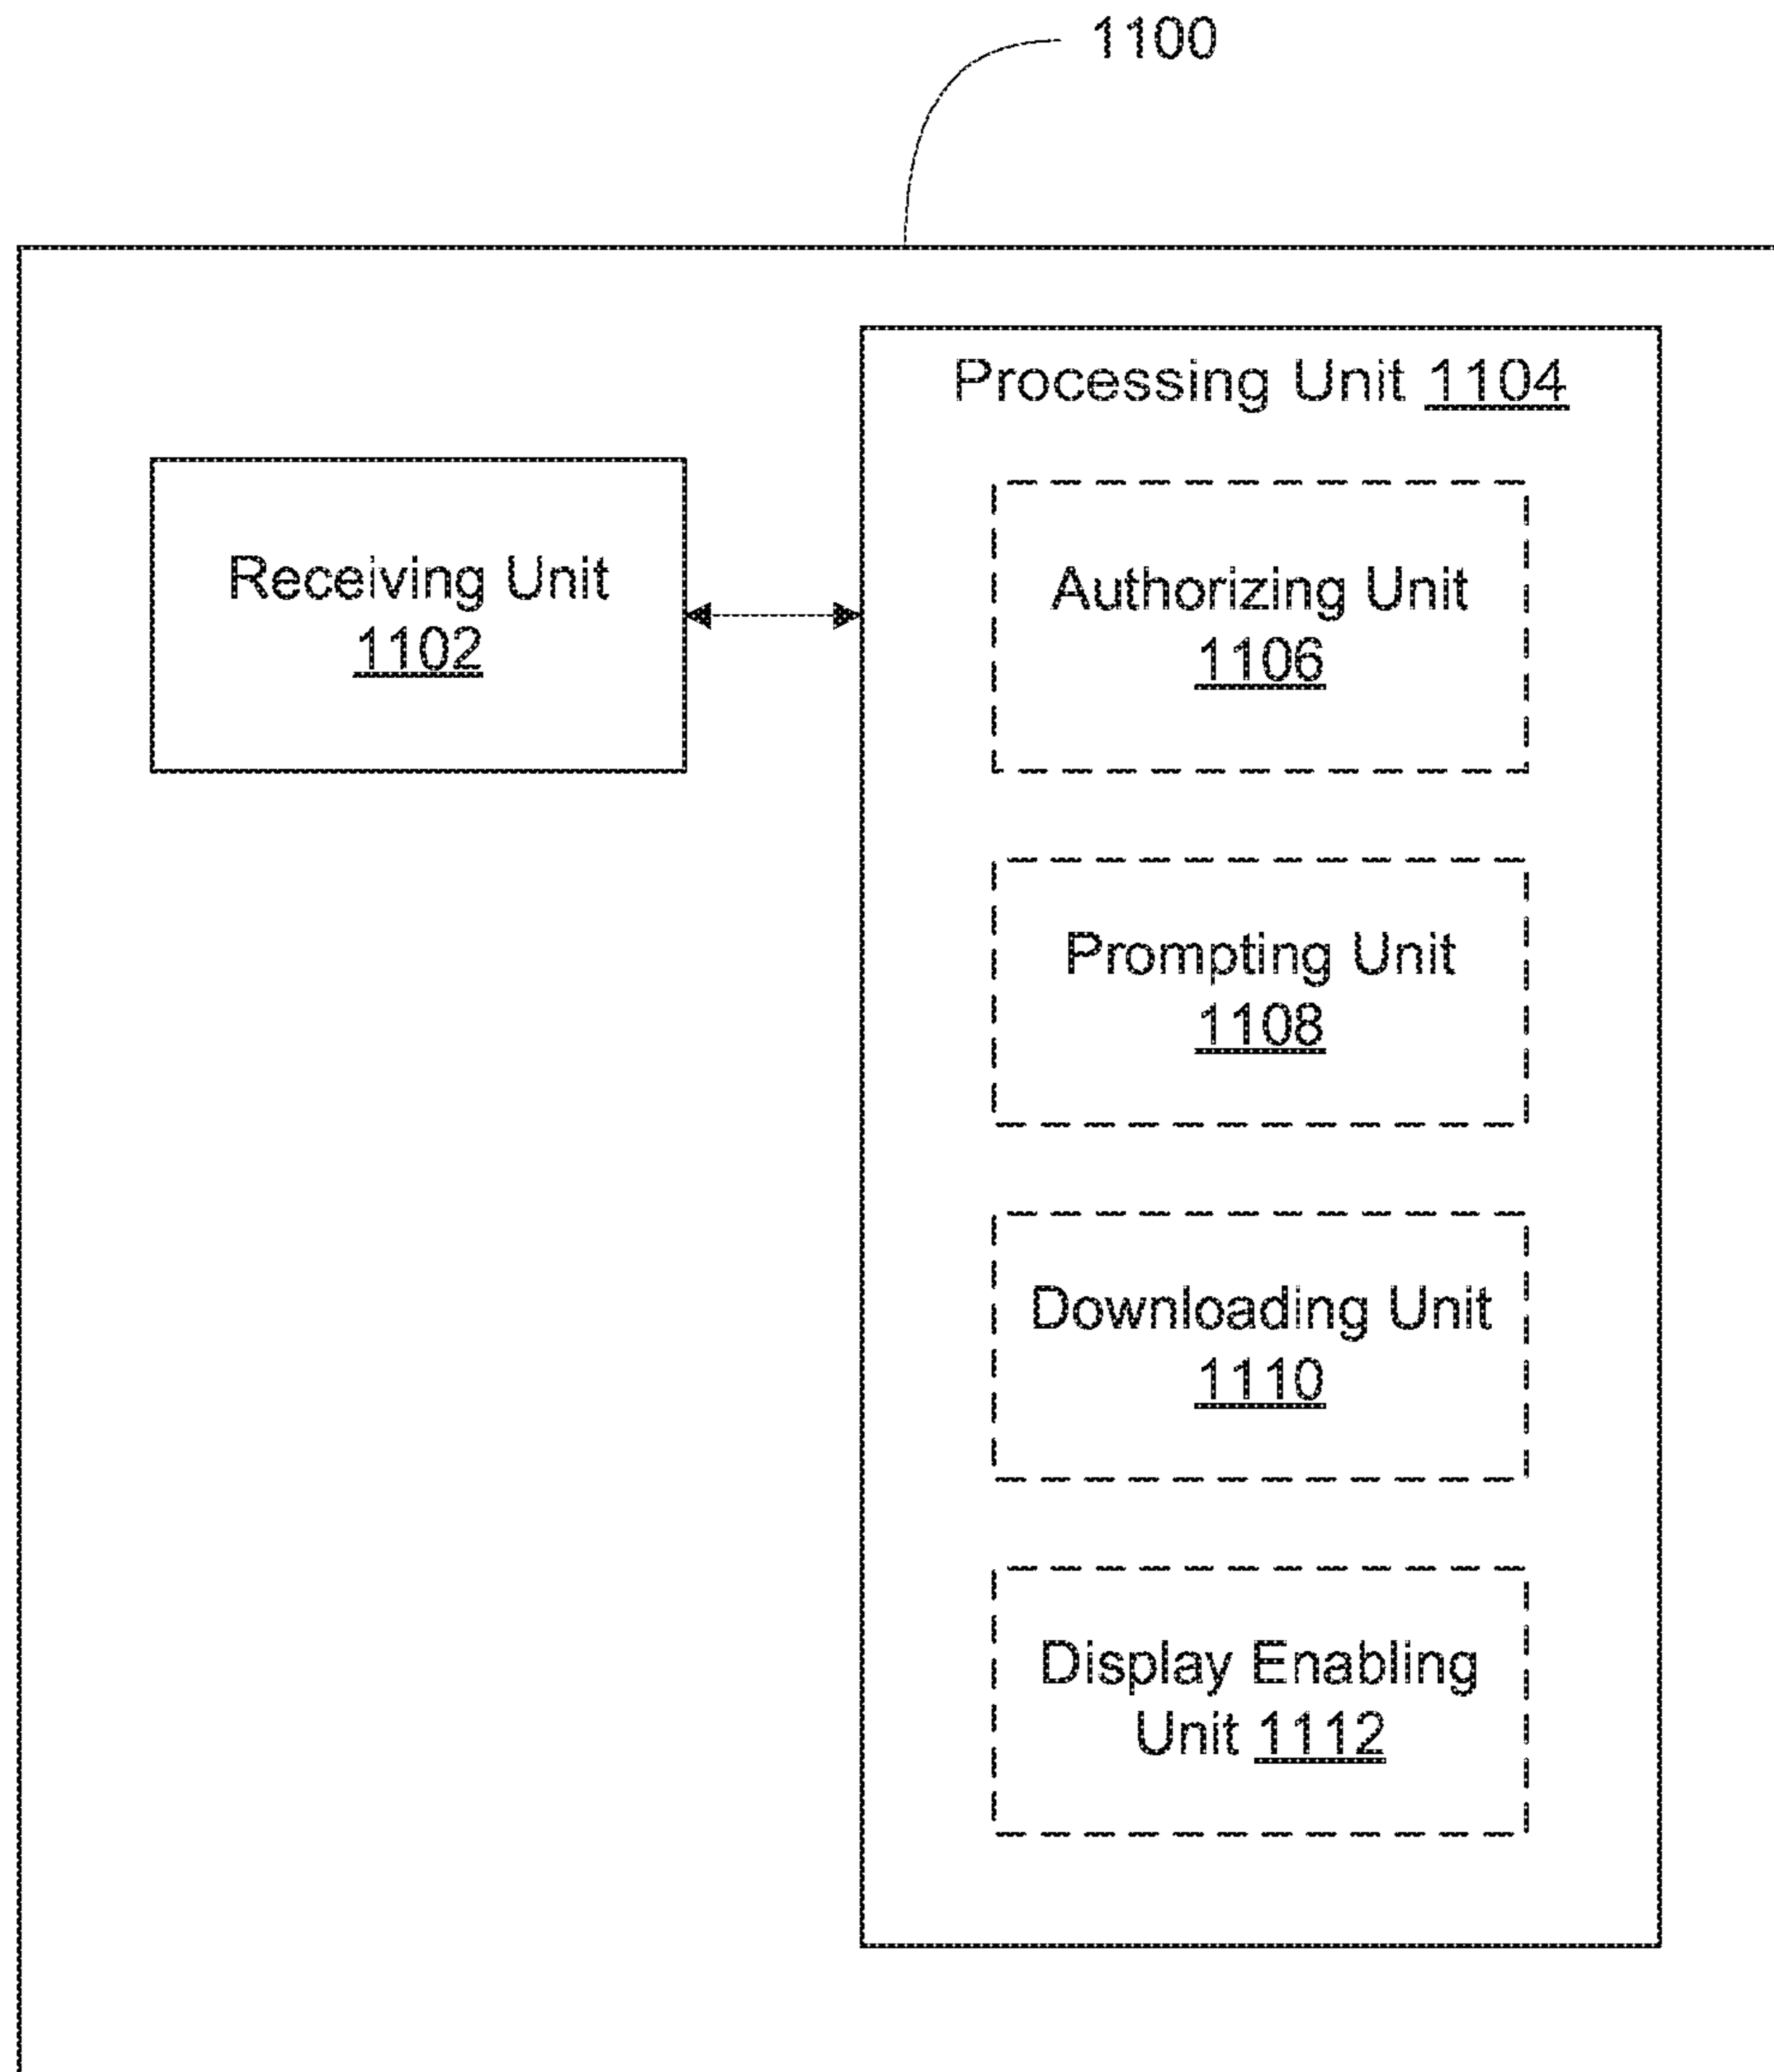 1100
Processing Unit 1104
Receiving Unit
1102
Authorizing Unit
1106
Prompting Unit
1108
Downloading Unit
1110
Display Enabling
Unit 1112